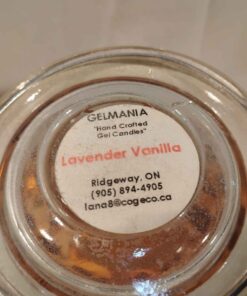 GELMANIA
"Hand Crafted
Gel Candles"
Lavender Vanilla
Ridgeway, ON
(905) 894-4905
lana8@cogeco.ca